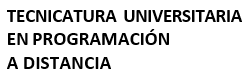 TECNICATURA UNIVERSITARIA
EN PROGRAMACIÓN
A DISTANCIA